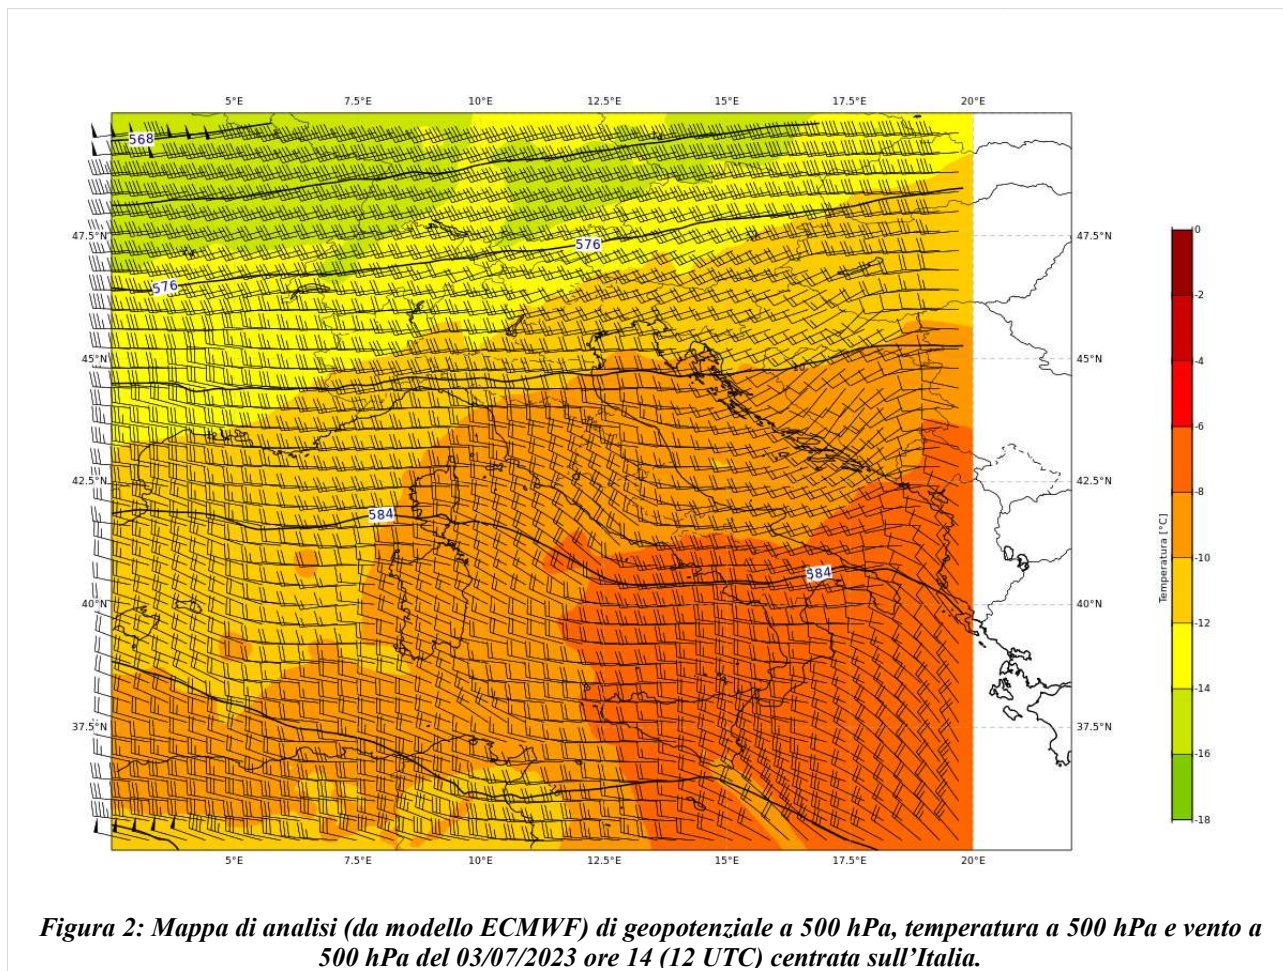 5°E 7.5°E 10°E 12.5°E 15°E 17.5°E 20°E
568
47.5°N 576 47.5°N
576
45°N 45°N
42.5°N 42.5°N
584
584
40°N 40°N
37.5°N 37.5°N
5°E 7.5°E 10°E 12.5°E 15°E 17.5°E 20°E
0
-2
-4
-6
-8
-10
-12
-14
-16
-18
Temperatura [°C]
Figura 2: Mappa di analisi (da modello ECMWF) di geopotenziale a 500 hPa, temperatura a 500 hPa e vento a
500 hPa del 03/07/2023 ore 14 (12 UTC) centrata sull’Italia.